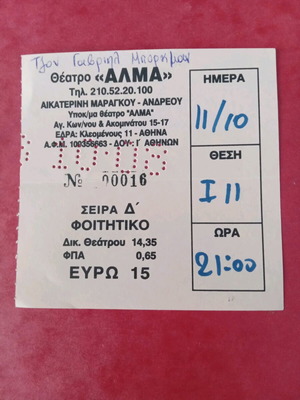 Τζον Γαβριηλ Μπορκμαν
Θέατρο «ΑΛΜΑ»
Τηλ. 210.52.20.100
ΑΙΚΑΤΕΡΙΝΗ ΜΑΡΑΓΚΟΥ - ΑΝΔΡΕΟΥ
Υποκ/μα θέατρο "ΑΛΜΑ"
Αγ. Κων/νου & Ακομινάτου 15-17
ΕΔΡΑ: Κλεομένους 11 - ΑΘΗΝΑ
Α.Φ.Μ. 100356663 - ΔΟΥ: Ι΄ ΑΘΗΝΩΝ
№ 00016
ΣΕΙΡΑ Δ΄
ΦΟΙΤΗΤΙΚΟ
Δικ. Θεάτρου 14,35
ΦΠΑ 0,65
ΕΥΡΩ 15
ΗΜΕΡΑ
11/10
ΘΕΣΗ
Ι 11
ΩΡΑ
21:00